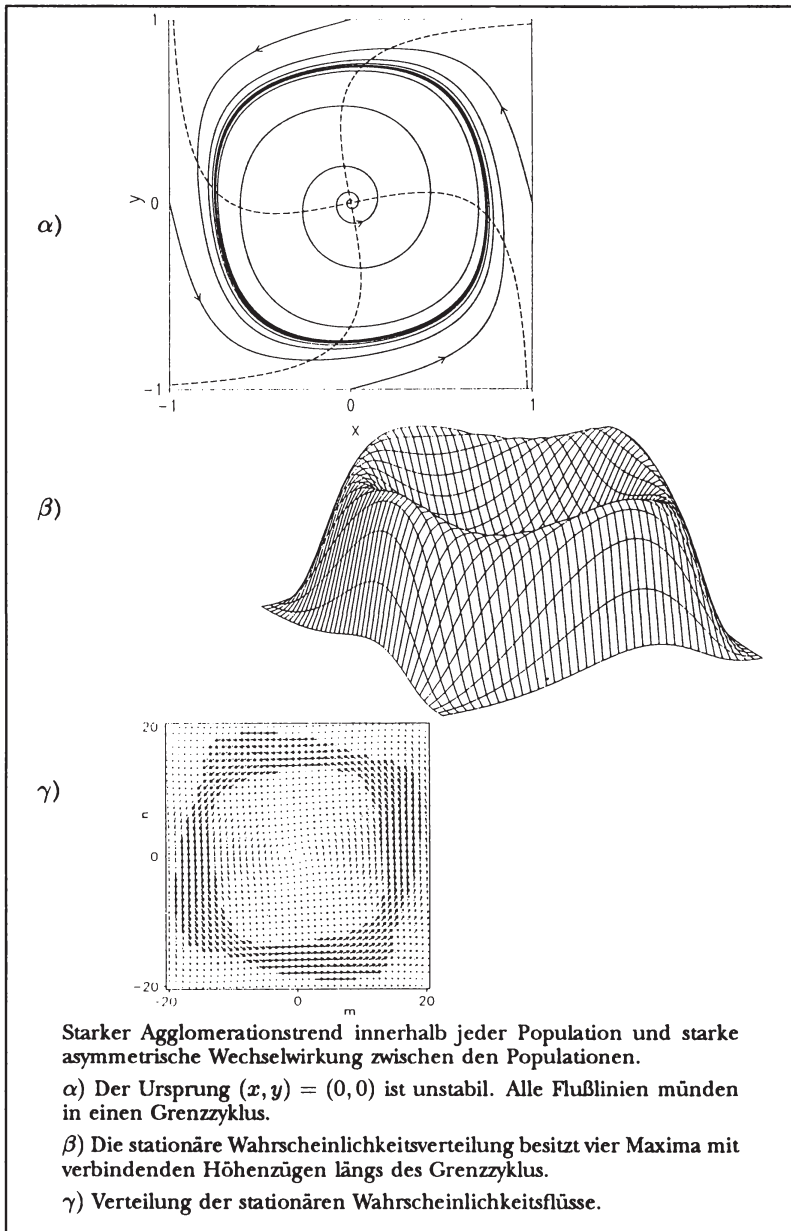 1
y
0
-1
-1
0
1
x
α)
β)
20
n
0
-20
-20
0
20
m
γ)
Starker Agglomerationstrend innerhalb jeder Population und starke
asymmetrische Wechselwirkung zwischen den Populationen.
α) Der Ursprung (x, y) = (0, 0) ist unstabil. Alle Flußlinien münden
in einen Grenzzyklus.
β) Die stationäre Wahrscheinlichkeitsverteilung besitzt vier Maxima mit
verbindenden Höhenzügen längs des Grenzzyklus.
γ) Verteilung der stationären Wahrscheinlichkeitsflüsse.